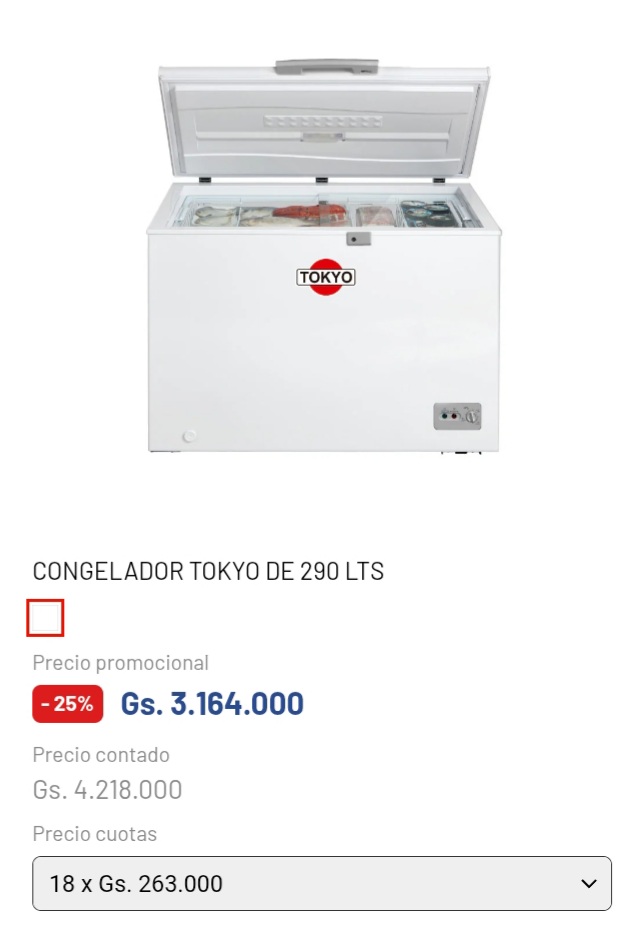 TOKYO
CONGELADOR TOKYO DE 290 LTS
Precio promocional
- 25% Gs. 3.164.000
Precio contado
Gs. 4.218.000
Precio cuotas
18 x Gs. 263.000